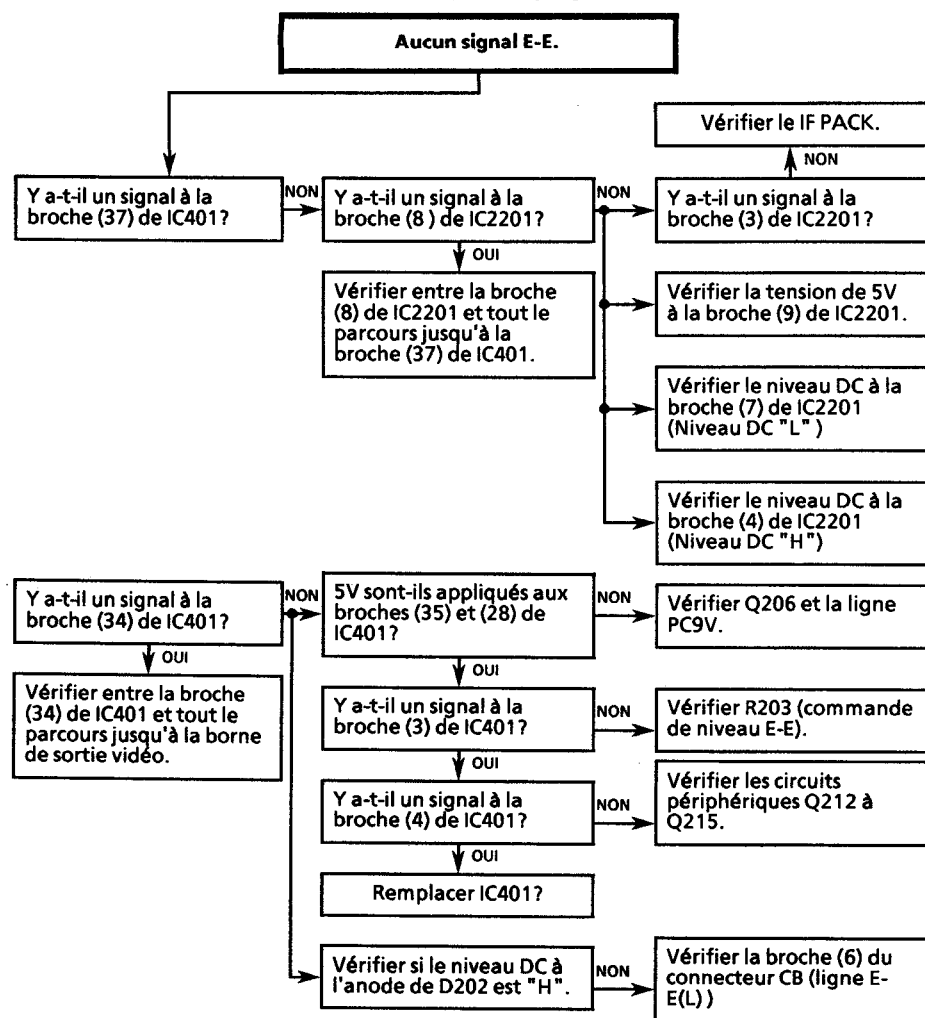 Aucun signal E-E.
Vérifier le IF PACK.
NON
Y a-t-il un signal à la
broche (37) de IC401?
NON
Y a-t-il un signal à la
broche (8 ) de IC2201?
NON
Y a-t-il un signal à la
broche (3) de IC2201?
OUI
Vérifier entre la broche
(8) de IC2201 et tout le
parcours jusqu'à la
broche (37) de IC401.
Vérifier la tension de 5V
à la broche (9) de IC2201.
Vérifier le niveau DC à la
broche (7) de IC2201
(Niveau DC "L" )
Vérifier le niveau DC à la
broche (4) de IC2201
(Niveau DC "H")
Y a-t-il un signal à la
broche (34) de IC401?
NON
5V sont-ils appliqués aux
broches (35) et (28) de
IC401?
NON
Vérifier Q206 et la ligne
PC9V.
OUI
Vérifier entre la broche
(34) de IC401 et tout le
parcours jusqu'à la borne
de sortie vidéo.
OUI
Y a-t-il un signal à la
broche (3) de IC401?
NON
Vérifier R203 (commande
de niveau E-E).
OUI
Y a-t-il un signal à la
broche (4) de IC401?
NON
Vérifier les circuits
périphériques Q212 à
Q215.
OUI
Remplacer IC401?
Vérifier si le niveau DC à
l'anode de D202 est "H".
NON
Vérifier la broche (6) du
connecteur CB (ligne E-
E(L) )